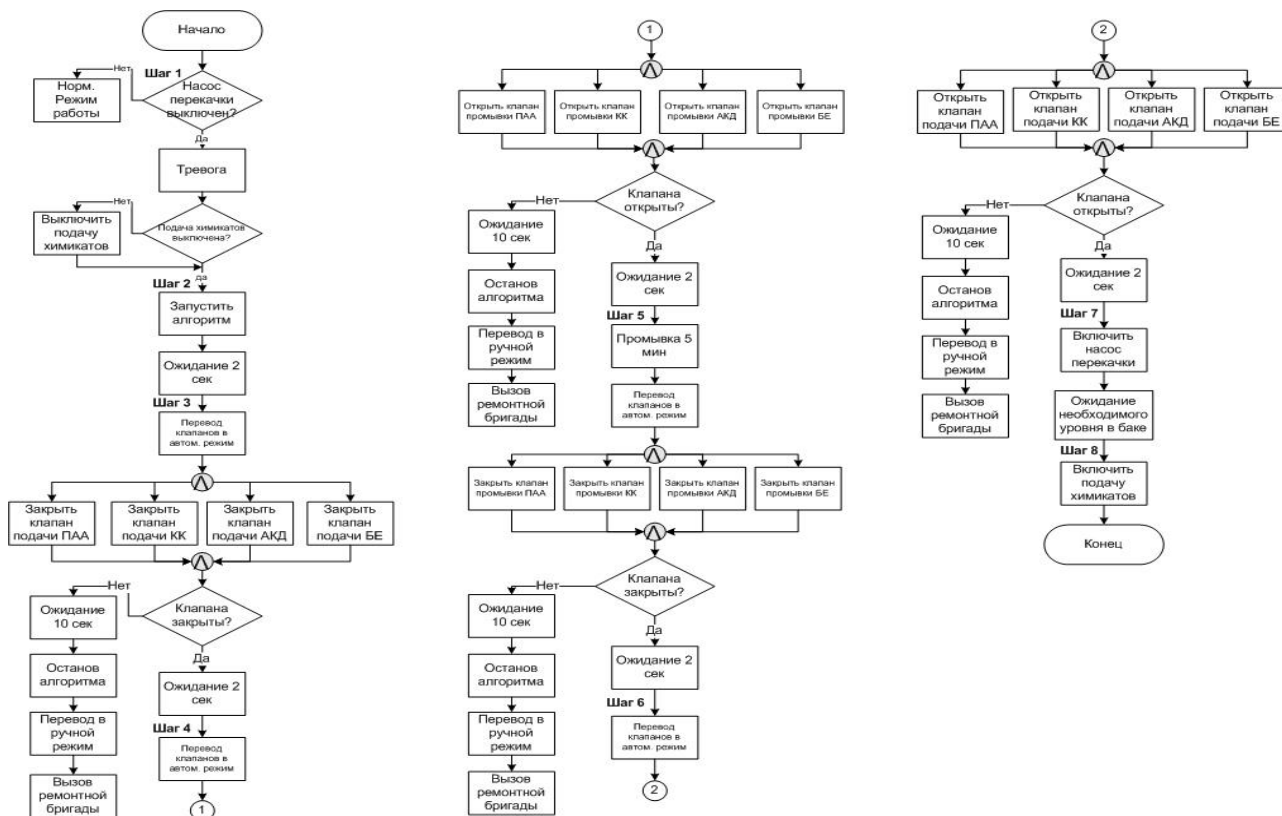 Начало
Шаг 1
Нет
Насос
перекачки
выключен?
Норм.
Режим
работы
Да
Тревога
Нет
Подача химикатов
выключена?
Выключить
подачу
химикатов
да
Шаг 2
Запустить
алгоритм
Ожидание 2
сек
Шаг 3
Перевод
клапанов в
автом. режим
Закрыть
клапан
подачи ПАА
Закрыть
клапан
подачи КК
Закрыть
клапан
подачи АКД
Закрыть
клапан
подачи БЕ
Нет
Клапана
закрыты?
Ожидание
10 сек
Останов
алгоритма
Перевод в
ручной
режим
Вызов
ремонтной
бригады
Да
Ожидание 2
сек
Шаг 4
Перевод
клапанов в
автом. режим
1
1
Открыть клапан
промывки ПАА
Открыть клапан
промывки КК
Открыть клапан
промывки АКД
Открыть клапан
промывки БЕ
Нет
Клапана
открыты?
Ожидание
10 сек
Останов
алгоритма
Перевод в
ручной
режим
Вызов
ремонтной
бригады
Да
Ожидание 2
сек
Шаг 5
Промывка 5
мин
Перевод
клапанов в
автом. режим
Закрыть клапан
промывки ПАА
Закрыть клапан
промывки КК
Закрыть клапан
промывки АКД
Закрыть клапан
промывки БЕ
Нет
Клапана
закрыты?
Ожидание
10 сек
Останов
алгоритма
Перевод в
ручной
режим
Вызов
ремонтной
бригады
Да
Ожидание 2
сек
Шаг 6
Перевод
клапанов в
автом. режим
2
2
Открыть
клапан
подачи ПАА
Открыть
клапан
подачи КК
Открыть
клапан
подачи АКД
Открыть
клапан
подачи БЕ
Нет
Клапана
открыты?
Ожидание
10 сек
Останов
алгоритма
Перевод в
ручной
режим
Вызов
ремонтной
бригады
Да
Ожидание 2
сек
Шаг 7
Включить
насос
перекачки
Ожидание
необходимого
уровня в баке
Шаг 8
Включить
подачу
химикатов
Конец